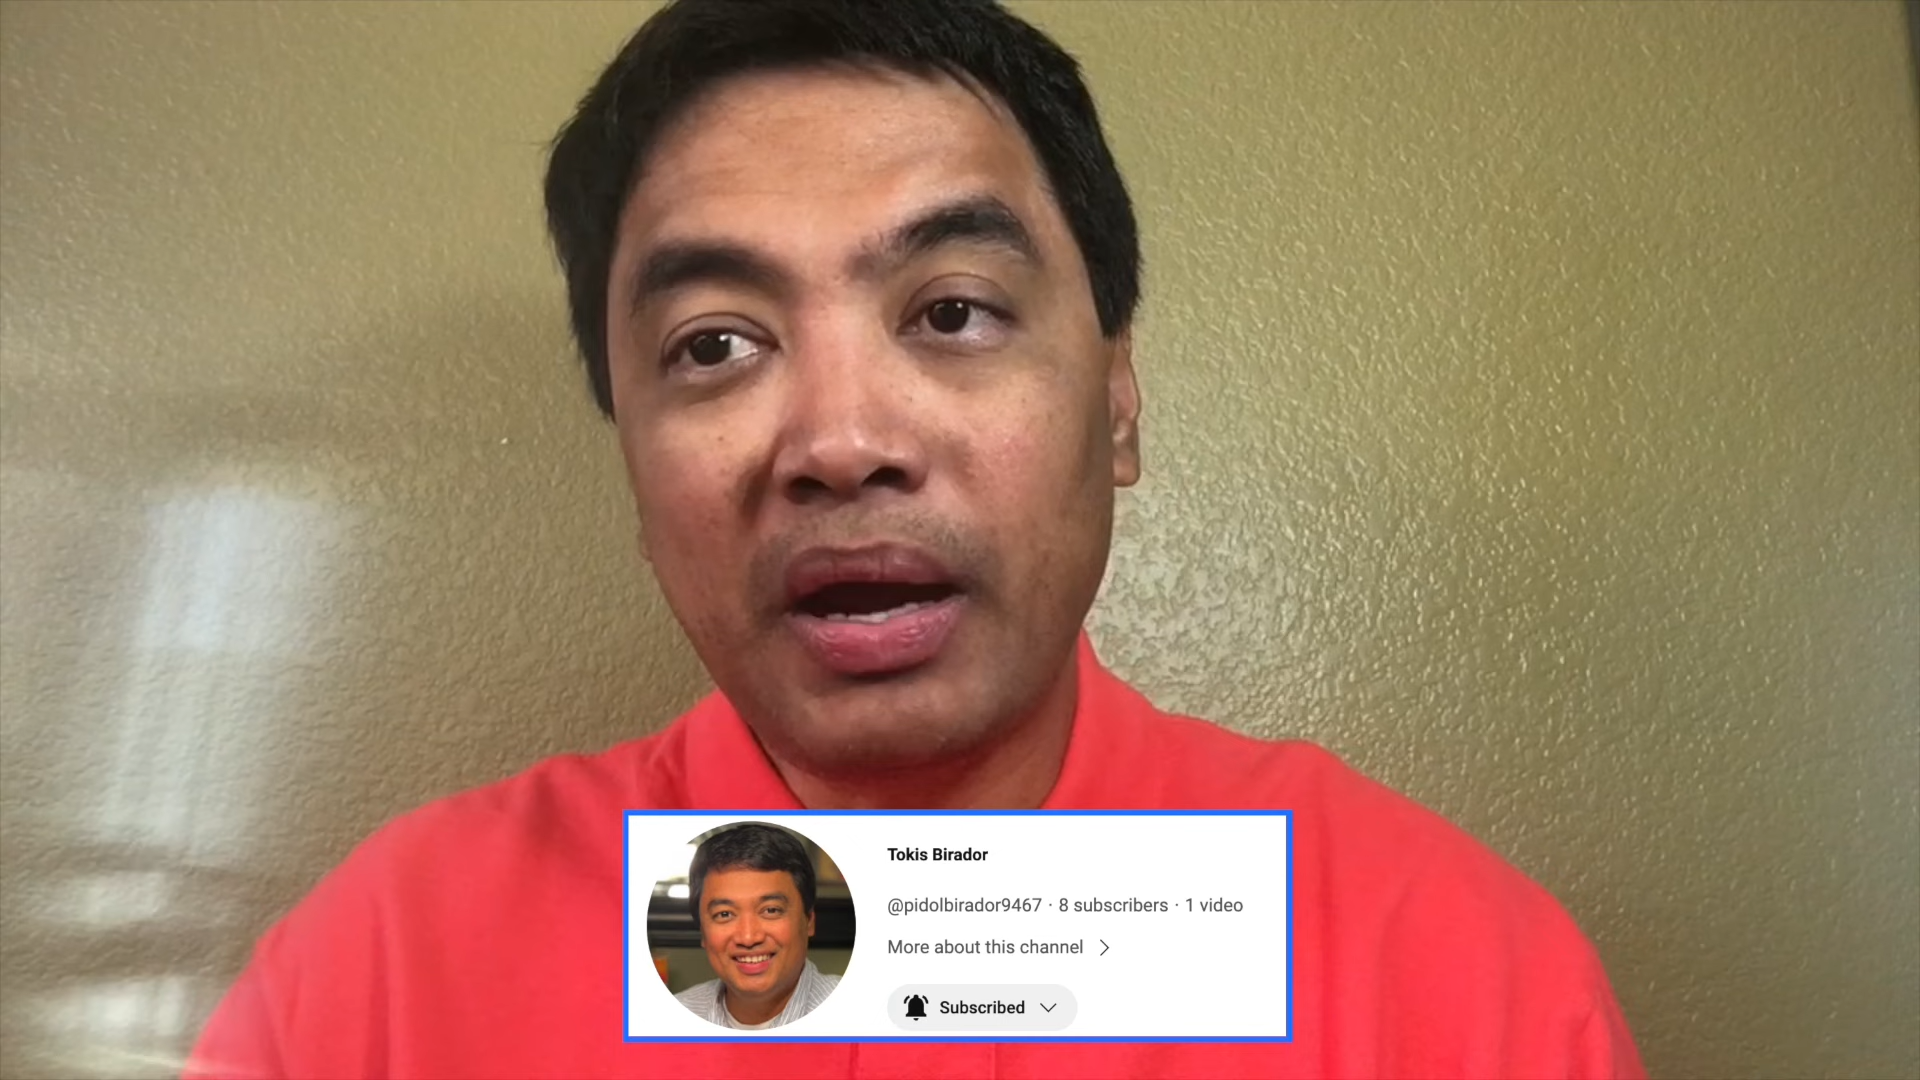 Tokis Birador
@pidolbirador9467 · 8 subscribers · 1 video
More about this channel
Subscribed